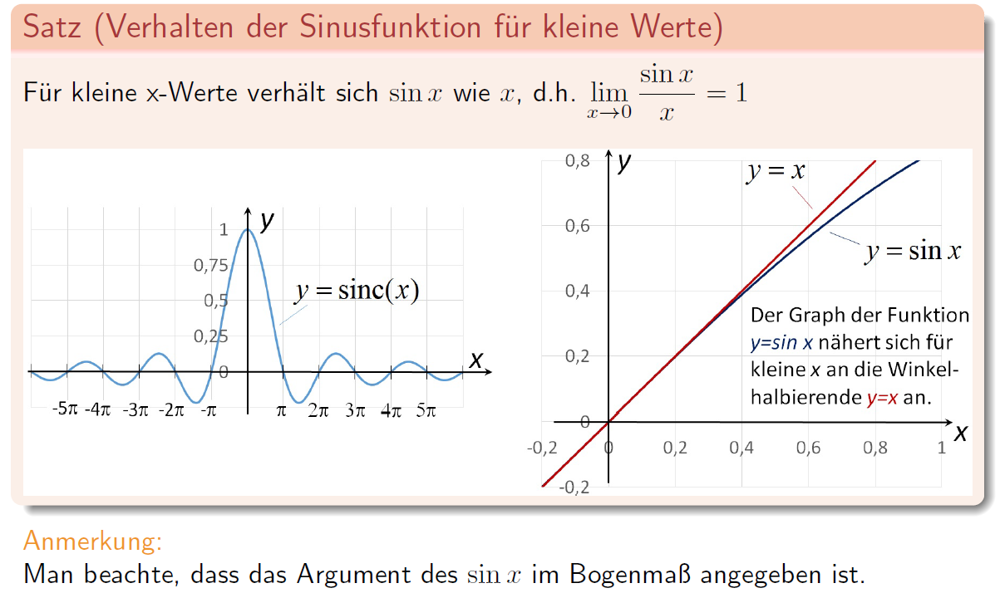 Satz (Verhalten der Sinusfunktion für kleine Werte)
Für kleine x-Werte verhält sich sin x wie x, d.h. lim x→0 sin x / x = 1
y
1
0,75
y = sinc(x)
0,5
0,25
x
0
-5π -4π -3π -2π -π π 2π 3π 4π 5π
0,8 y
y = x
0,6
y = sin x
0,4
Der Graph der Funktion
y=sin x nähert sich für
0,2
kleine x an die Winkel-
halbierende y=x an.
0
x
-0,2 0 0,2 0,4 0,6 0,8 1
-0,2
Anmerkung:
Man beachte, dass das Argument des sin x im Bogenmaß angegeben ist.